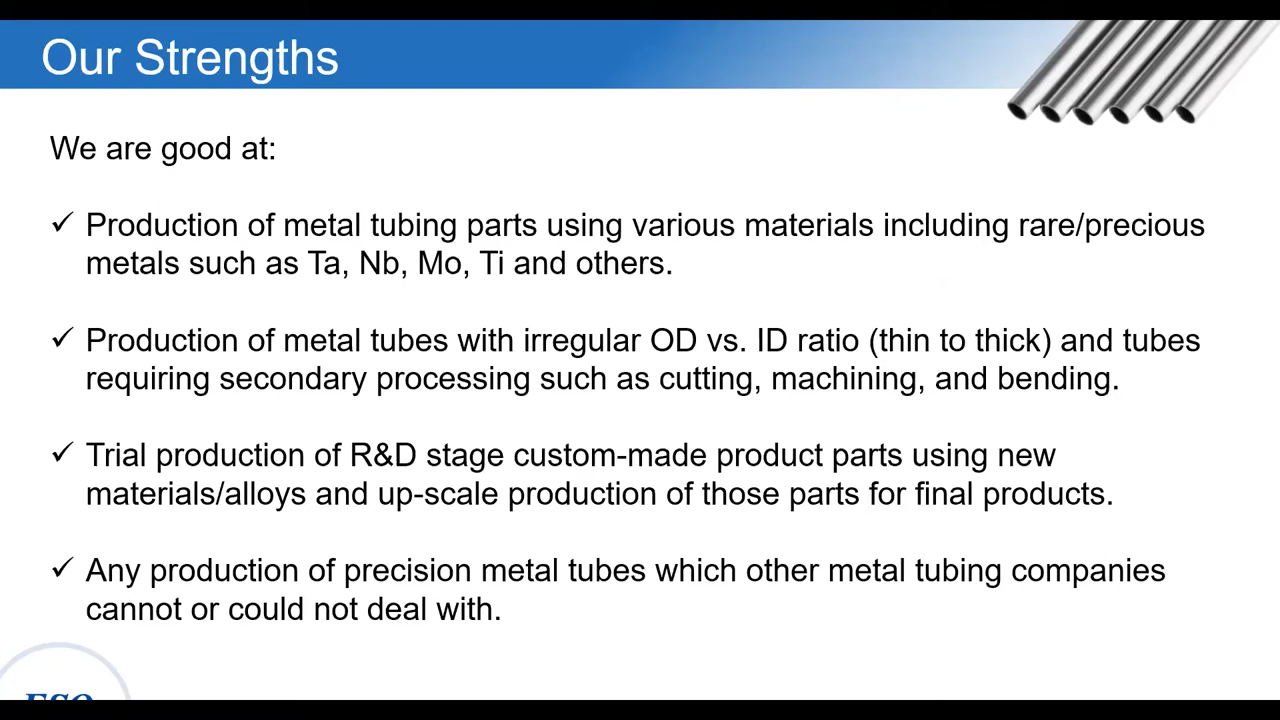 Our Strengths
We are good at:
✓ Production of metal tubing parts using various materials including rare/precious
metals such as Ta, Nb, Mo, Ti and others.
✓ Production of metal tubes with irregular OD vs. ID ratio (thin to thick) and tubes
requiring secondary processing such as cutting, machining, and bending.
✓ Trial production of R&D stage custom-made product parts using new
materials/alloys and up-scale production of those parts for final products.
✓ Any production of precision metal tubes which other metal tubing companies
cannot or could not deal with.